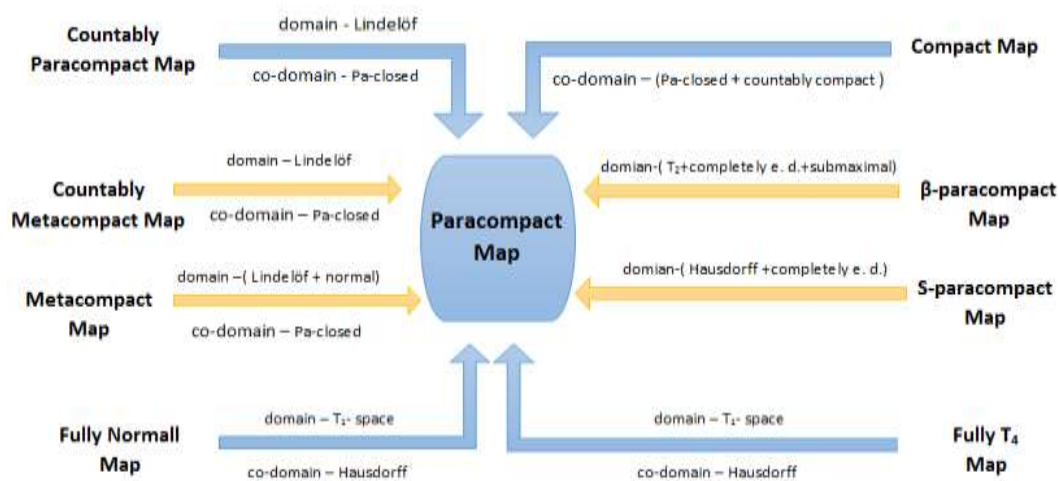 Countably
Paracompact Map
domain - Lindelöf
co-domain - Pa-closed
Compact Map
co-domain – (Pa-closed + countably compact )
Countably
Metacompact Map
domain – Lindelöf
co-domain – Pa-closed
Paracompact
Map
domian-( T₂+completely e. d.+submaximal)
β-paracompact
Map
Metacompact
Map
domain –( Lindelöf + normal)
co-domain – Pa-closed
domian-( Hausdorff +completely e. d.)
S-paracompact
Map
Fully Normall
Map
domain – T₁- space
co-domain – Hausdorff
domain – T₁- space
co-domain – Hausdorff
Fully T₄
Map